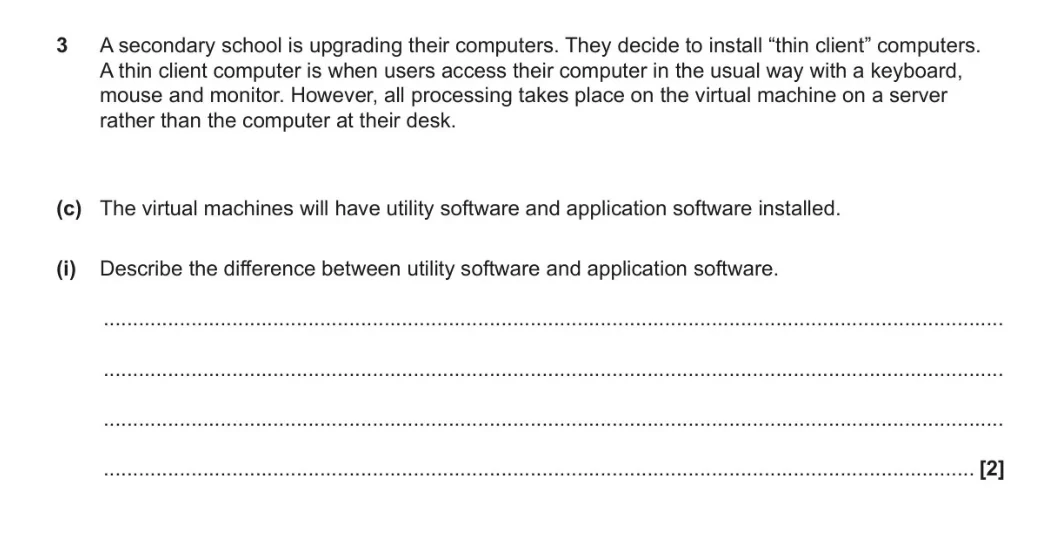 3 A secondary school is upgrading their computers. They decide to install “thin client” computers.
A thin client computer is when users access their computer in the usual way with a keyboard,
mouse and monitor. However, all processing takes place on the virtual machine on a server
rather than the computer at their desk.
(c) The virtual machines will have utility software and application software installed.
(i) Describe the difference between utility software and application software.
[2]